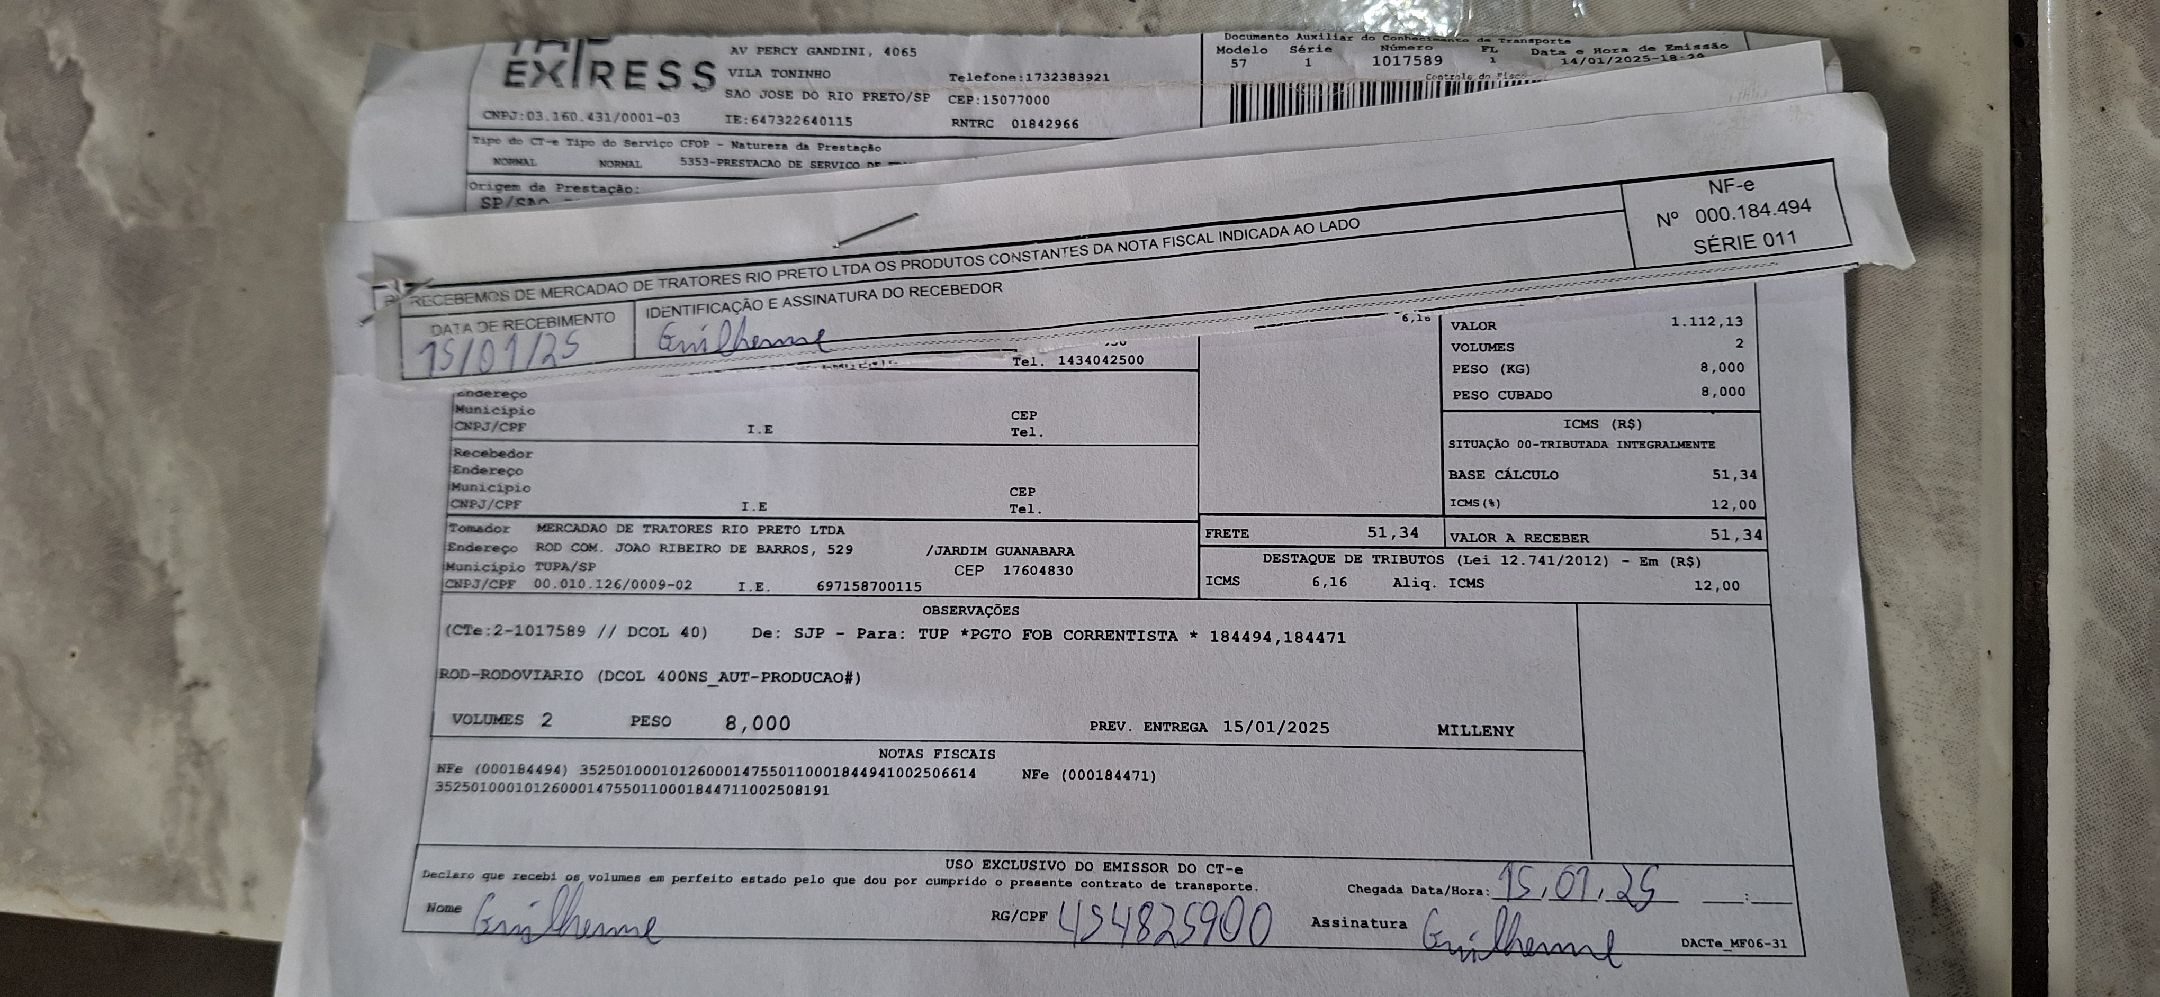 EXPRESS
AV PERCY GANDINI, 4065
VILA TONINHO
SAO JOSE DO RIO PRETO/SP
Telefone:1732383921
CEP:15077000
CNPJ:03.160.431/0001-03 IE:647322640115 RNTRC 01842966
Documento Auxiliar do Conhecimento de Transporte
Modelo Série Número FL Data e Hora de Emissão
57 1 1017589 1 14/01/2025-18:29
Controle do Fisco
Tipo do CT-e Tipo do Serviço CFOP - Natureza da Prestação
NORMAL NORMAL 5353-PRESTACAO DE SERVICO DE
Origem da Prestação:
RECEBEMOS DE MERCADAO DE TRATORES RIO PRETO LTDA OS PRODUTOS CONSTANTES DA NOTA FISCAL INDICADA AO LADO
DATA DE RECEBIMENTO
15/01/25
IDENTIFICAÇÃO E ASSINATURA DO RECEBEDOR
Guilherme
NF-e
Nº 000.184.494
SÉRIE 011
Tel. 1434042500
6,16
Endereço
Municipio CEP
CNPJ/CPF I.E Tel.
Recebedor
Endereço
Municipio CEP
CNPJ/CPF I.E Tel.
Tomador MERCADAO DE TRATORES RIO PRETO LTDA
Endereço ROD COM. JOAO RIBEIRO DE BARROS, 529 /JARDIM GUANABARA
Municipio TUPA/SP CEP 17604830
CNPJ/CPF 00.010.126/0009-02 I.E. 697158700115
VALOR 1.112,13
VOLUMES 2
PESO (KG) 8,000
PESO CUBADO 8,000
ICMS (R$)
SITUAÇÃO 00-TRIBUTADA INTEGRALMENTE
BASE CÁLCULO 51,34
ICMS(%) 12,00
FRETE 51,34 VALOR A RECEBER 51,34
DESTAQUE DE TRIBUTOS (Lei 12.741/2012) - Em (R$)
ICMS 6,16 Aliq. ICMS 12,00
OBSERVAÇÕES
(CTe:2-1017589 // DCOL 40) De: SJP - Para: TUP *PGTO FOB CORRENTISTA * 184494,184471
ROD-RODOVIARIO (DCOL 400NS_AUT-PRODUCAO#)
VOLUMES 2 PESO 8,000 PREV. ENTREGA 15/01/2025 MILLENY
NOTAS FISCAIS
NFe (000184494) 35250100010126000147550110001844941002506614 NFe (000184471)
35250100010126000147550110001844711002508191
USO EXCLUSIVO DO EMISSOR DO CT-e
Declaro que recebi os volumes em perfeito estado pelo que dou por cumprido o presente contrato de transporte.
Chegada Data/Hora: 15,01,25 __:__
Nome Guilherme RG/CPF 454825900 Assinatura Guilherme
DACTe_MF06-31